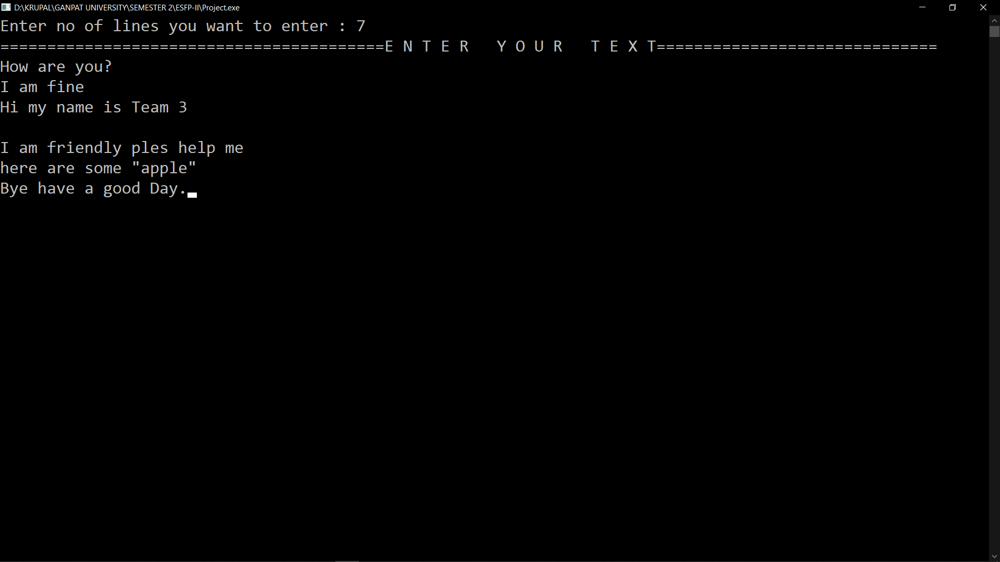 D:\KRUPAL\GANPAT UNIVERSITY\SEMESTER 2\ESFP-II\Project.exe
Enter no of lines you want to enter : 7
=========================================E N T E R   Y O U R   T E X T==============================
How are you?
I am fine
Hi my name is Team 3
I am friendly ples help me
here are some "apple"
Bye have a good Day.